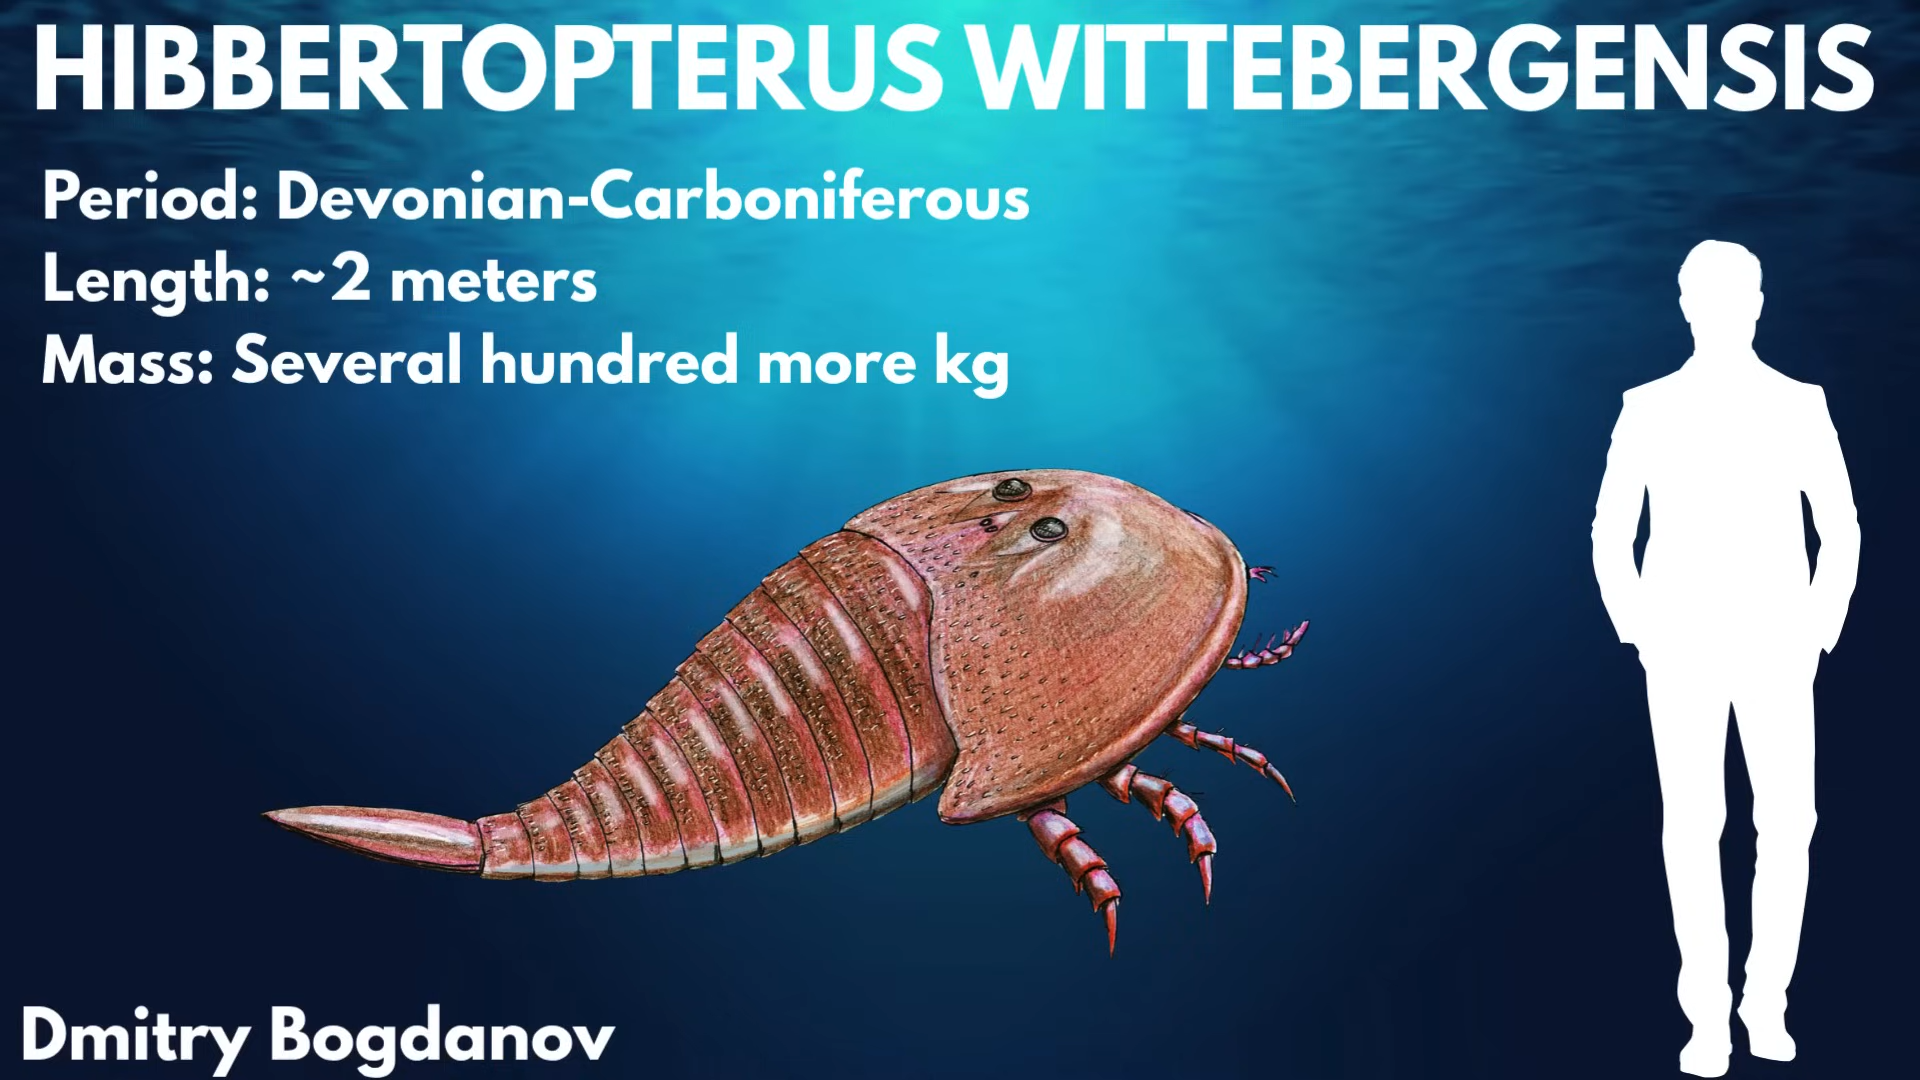 HIBBERTOPTERUS WITTEBERGENSIS
Period: Devonian-Carboniferous
Length: ~2 meters
Mass: Several hundred more kg
Dmitry Bogdanov